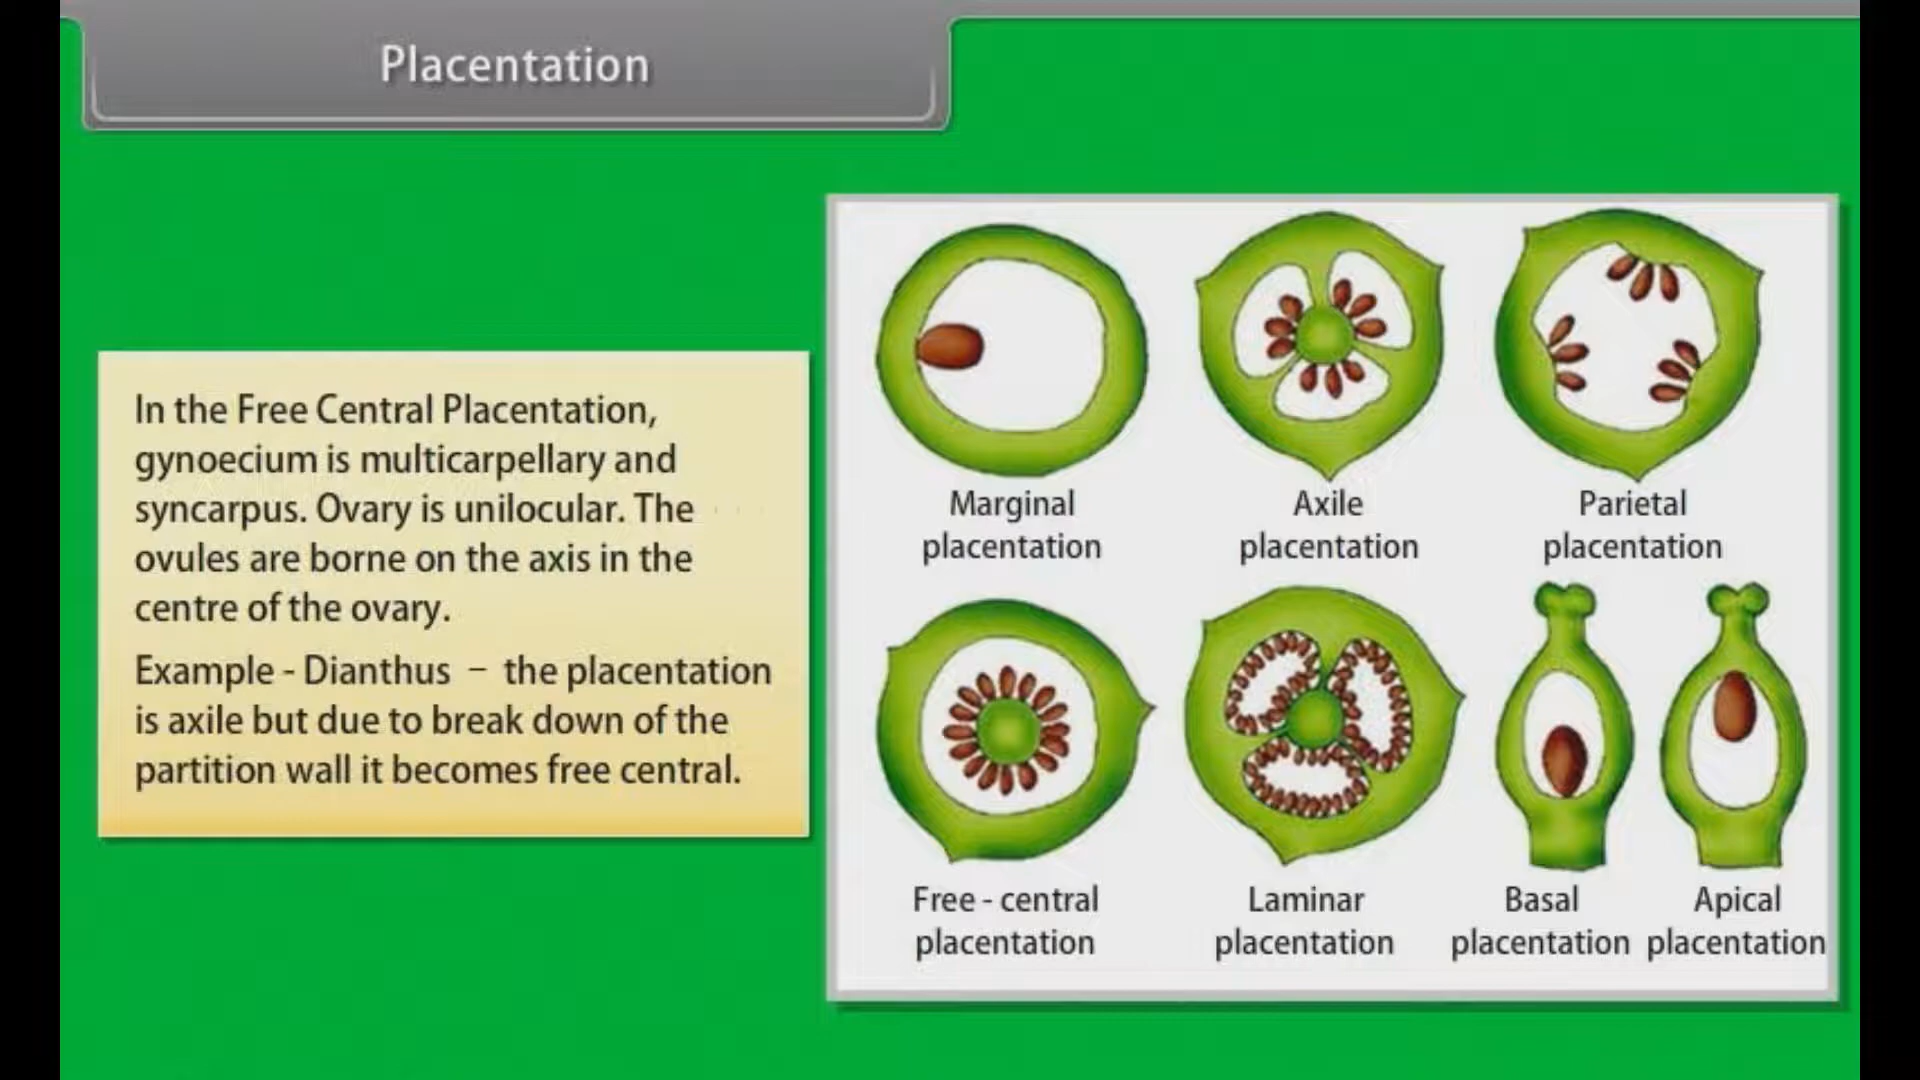 Placentation
In the Free Central Placentation,
gynoecium is multicarpellary and
syncarpus. Ovary is unilocular. The
ovules are borne on the axis in the
centre of the ovary.
Example - Dianthus – the placentation
is axile but due to break down of the
partition wall it becomes free central.
Marginal
placentation
Axile
placentation
Parietal
placentation
Free - central
placentation
Laminar
placentation
Basal
placentation
Apical
placentation